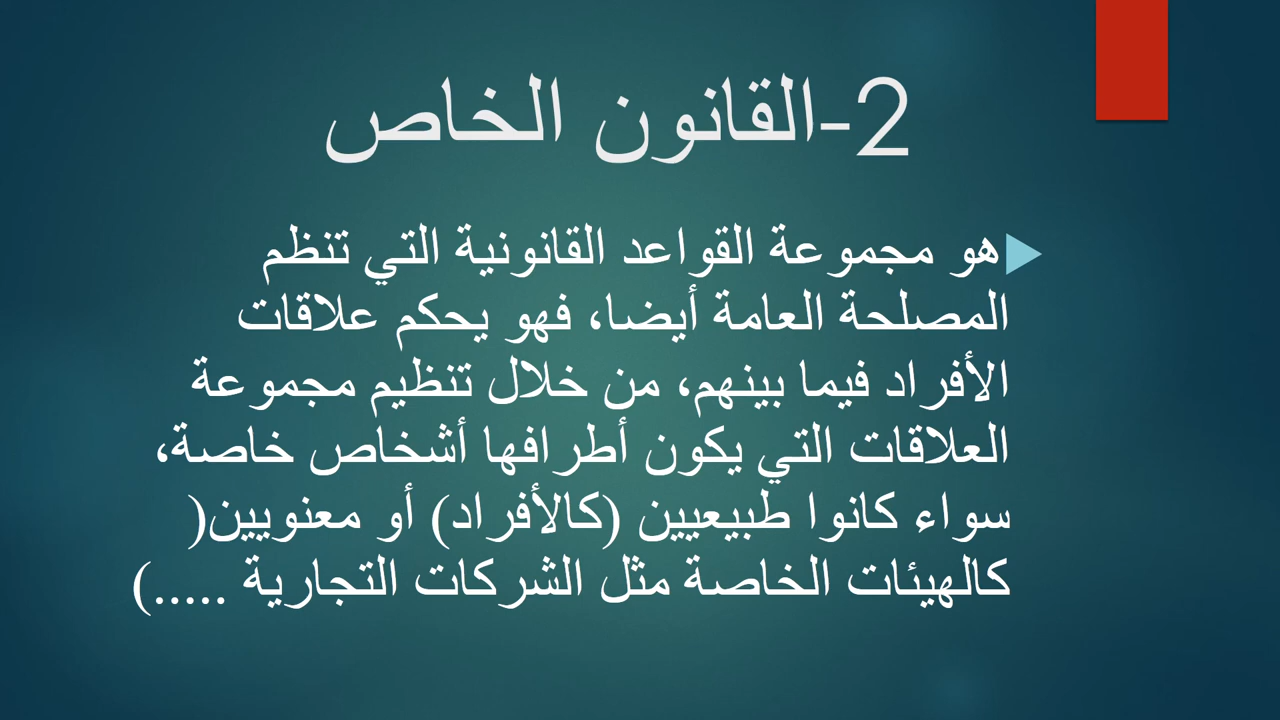 2-القانون الخاص
هو مجموعة القواعد القانونية التي تنظم
المصلحة العامة أيضا، فهو يحكم علاقات
الأفراد فيما بينهم، من خلال تنظيم مجموعة
العلاقات التي يكون أطرافها أشخاص خاصة،
سواء كانوا طبيعيين (كالأفراد) أو معنويين(
كالهيئات الخاصة مثل الشركات التجارية .....)